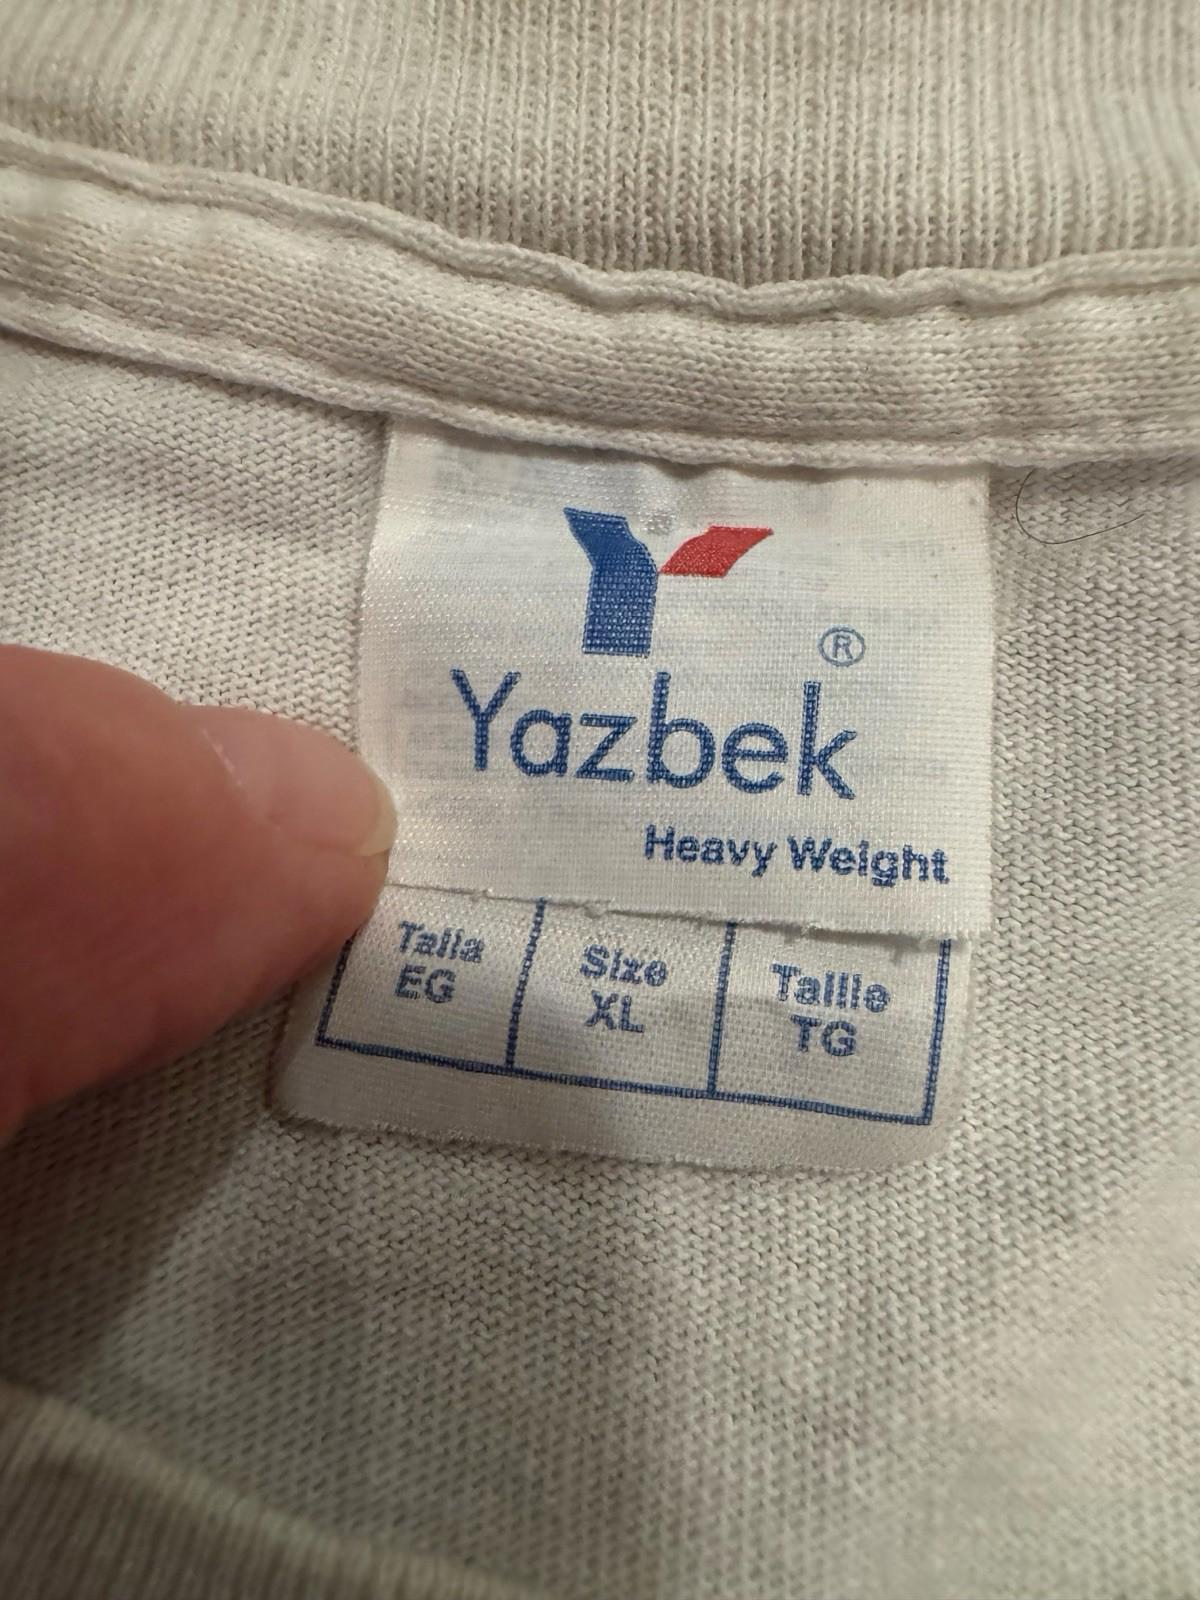 Y
®
Yazbek
Heavy Weight
Talla Size Taille
EG XL TG